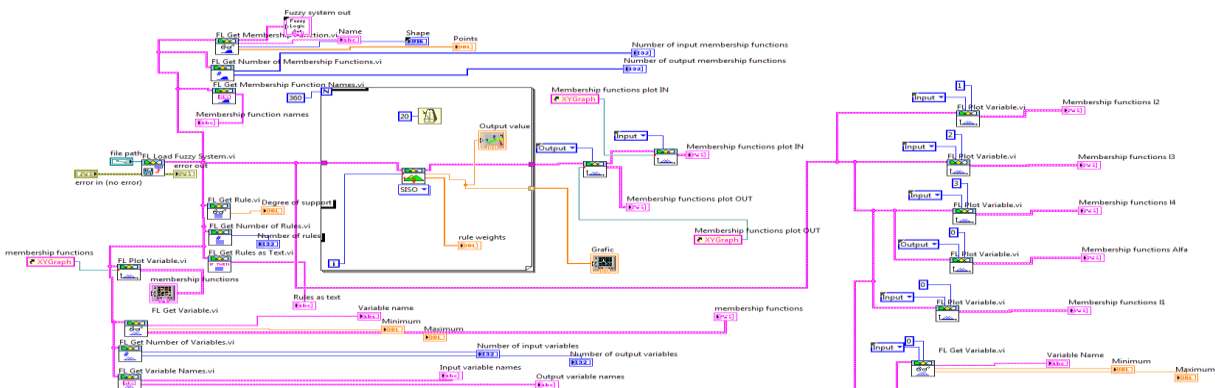 Fuzzy system out
Fuzzy
Logic
FL Get Membership Function.vi
Name
Shape
Points
Number of input membership functions
FL Get Number of Membership Functions.vi
Number of output membership functions
FL Get Membership Function Names.vi
Membership function names
360
N
20
Output value
Membership functions plot IN
XYGraph
Input
Output
Membership functions plot IN
Membership functions plot OUT
Membership functions plot OUT
XYGraph
file path
FL Load Fuzzy System.vi
error out
error in (no error)
SISO
FL Get Rule.vi
Degree of support
FL Get Number of Rules.vi
Number of rules
FL Get Rules as Text.vi
rule weights
Grafic
i
membership functions
XYGraph
FL Plot Variable.vi
membership functions
Rules as text
FL Get Variable.vi
Variable name
Minimum
Maximum
membership functions
FL Get Number of Variables.vi
Number of input variables
Number of output variables
FL Get Variable Names.vi
Input variable names
Output variable names
1
Input
FL Plot Variable.vi
Membership functions I2
2
Input
FL Plot Variable.vi
Membership functions I3
3
Input
FL Plot Variable.vi
Membership functions I4
0
Output
FL Plot Variable.vi
Membership functions Alfa
0
Input
FL Plot Variable.vi
Membership functions I1
0
Input
FL Get Variable.vi
Variable Name
Minimum
Maximum